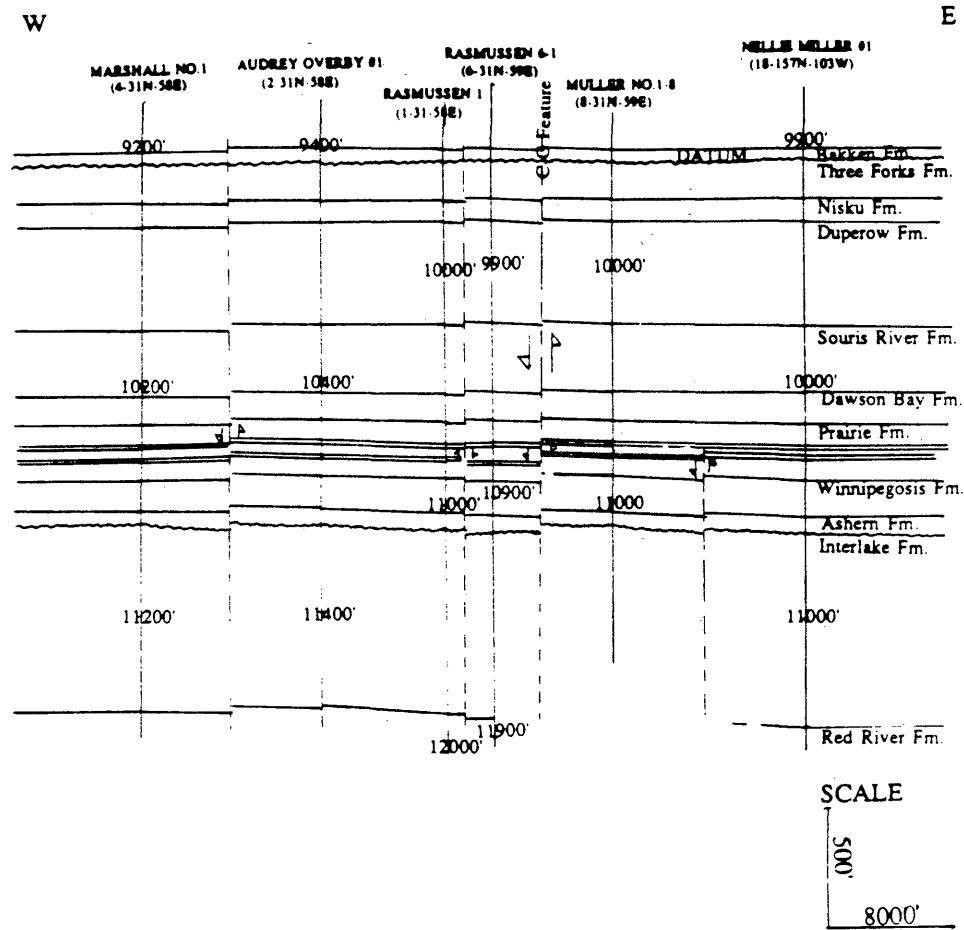 W
E
MARSHALL NO.1
(4-31N-58E)
AUDREY OVERBY #1
(2-31N-58E)
RASMUSSEN 1
(1-31-58E)
RASMUSSEN 6-1
(6-31N-59E)
MULLER NO.1-8
(8-31N-59E)
NELLIE MILLER #1
(18-157N-103W)
Feature
9200'
9400'
9900'
DATUM
Bakken Fm.
Three Forks Fm.
Nisku Fm.
Duperow Fm.
10000'
9900'
10000'
Souris River Fm.
10200'
10400'
10000'
Dawson Bay Fm.
Prairie Fm.
11000'
10900'
11000
Winnipegosis Fm.
Ashern Fm.
Interlake Fm.
11200'
11400'
11000'
11900'
12000'
Red River Fm.
SCALE
500'
8000'